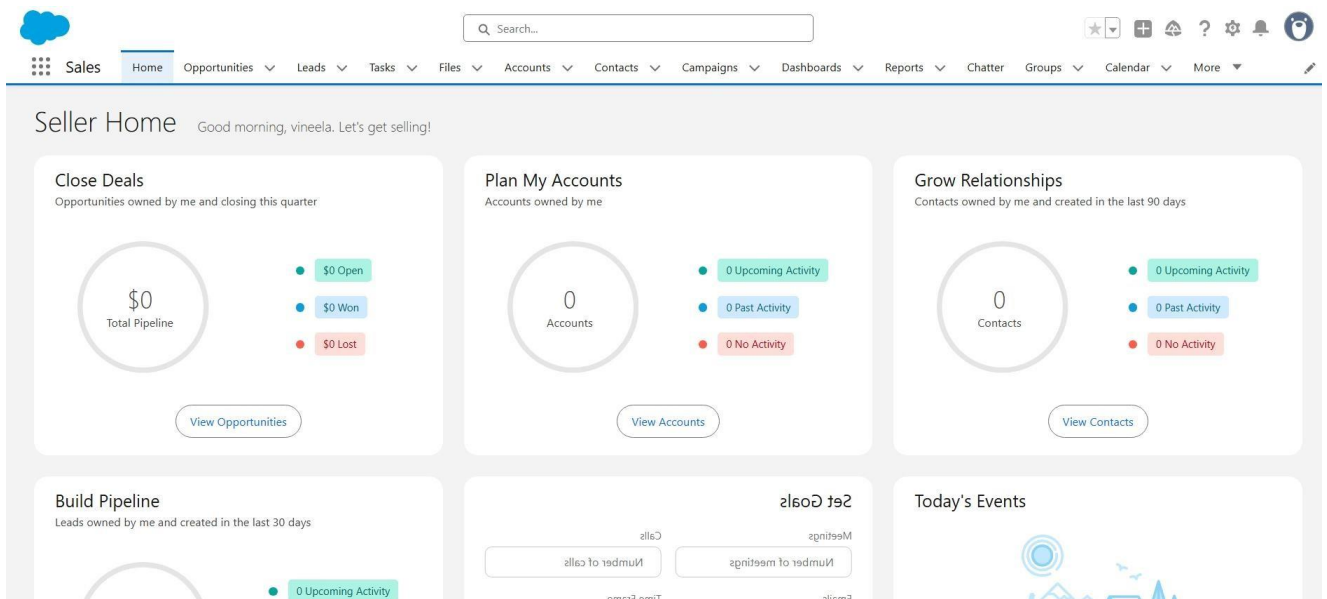 Search...
Sales Home Opportunities Leads Tasks Files Accounts Contacts Campaigns Dashboards Reports Chatter Groups Calendar More
Seller Home Good morning, vineela. Let's get selling!
Close Deals
Opportunities owned by me and closing this quarter
$0
Total Pipeline
$0 Open
$0 Won
$0 Lost
View Opportunities
Plan My Accounts
Accounts owned by me
0
Accounts
0 Upcoming Activity
0 Past Activity
0 No Activity
View Accounts
Grow Relationships
Contacts owned by me and created in the last 90 days
0
Contacts
0 Upcoming Activity
0 Past Activity
0 No Activity
View Contacts
Build Pipeline
Leads owned by me and created in the last 30 days
0 Upcoming Activity
Set Goals
Meetings Calls
Number of meetings Number of calls
Emails Time Frame
Today's Events